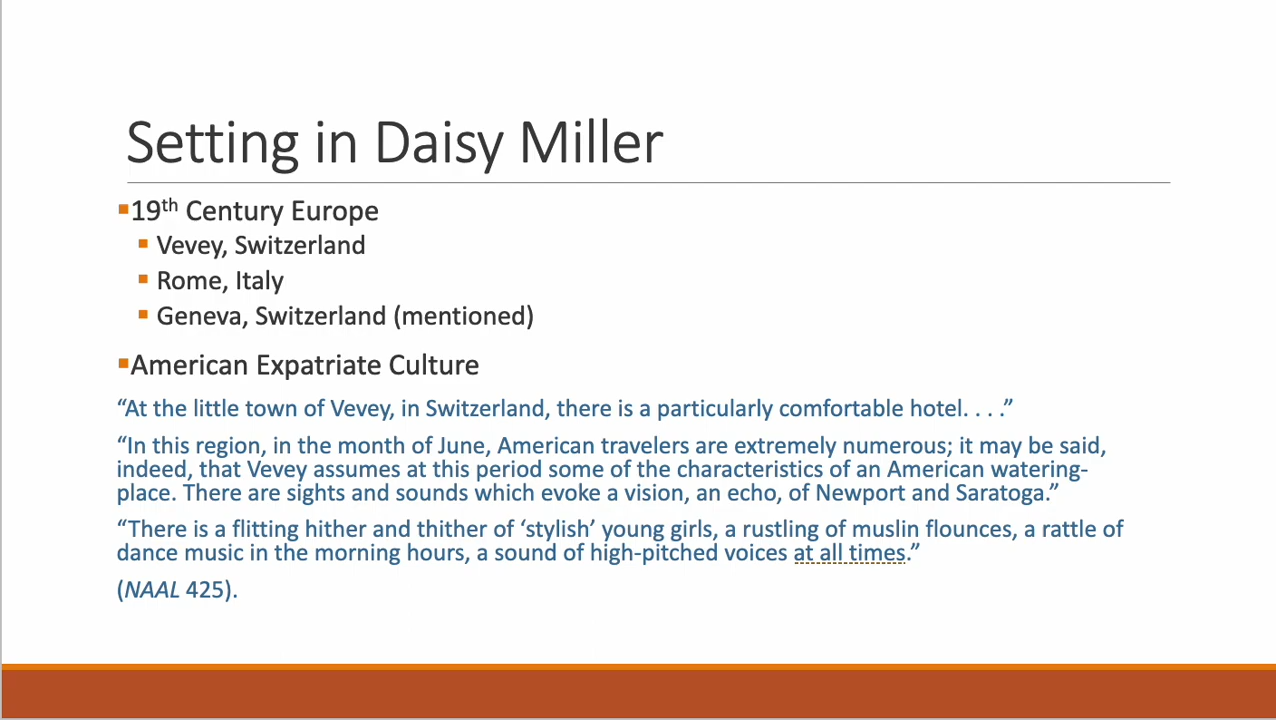 Setting in Daisy Miller
▪19th Century Europe
▪ Vevey, Switzerland
▪ Rome, Italy
▪ Geneva, Switzerland (mentioned)
▪American Expatriate Culture
“At the little town of Vevey, in Switzerland, there is a particularly comfortable hotel. . . .”
“In this region, in the month of June, American travelers are extremely numerous; it may be said,
indeed, that Vevey assumes at this period some of the characteristics of an American watering-
place. There are sights and sounds which evoke a vision, an echo, of Newport and Saratoga.”
“There is a flitting hither and thither of ‘stylish’ young girls, a rustling of muslin flounces, a rattle of
dance music in the morning hours, a sound of high-pitched voices at all times.”
(NAAL 425).